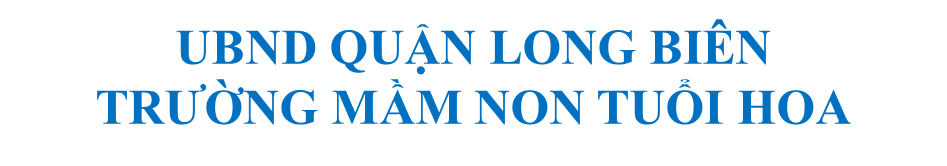 UBND QUẬN LONG BIÊN
TRƯỜNG MẦM NON TUỔI HOA